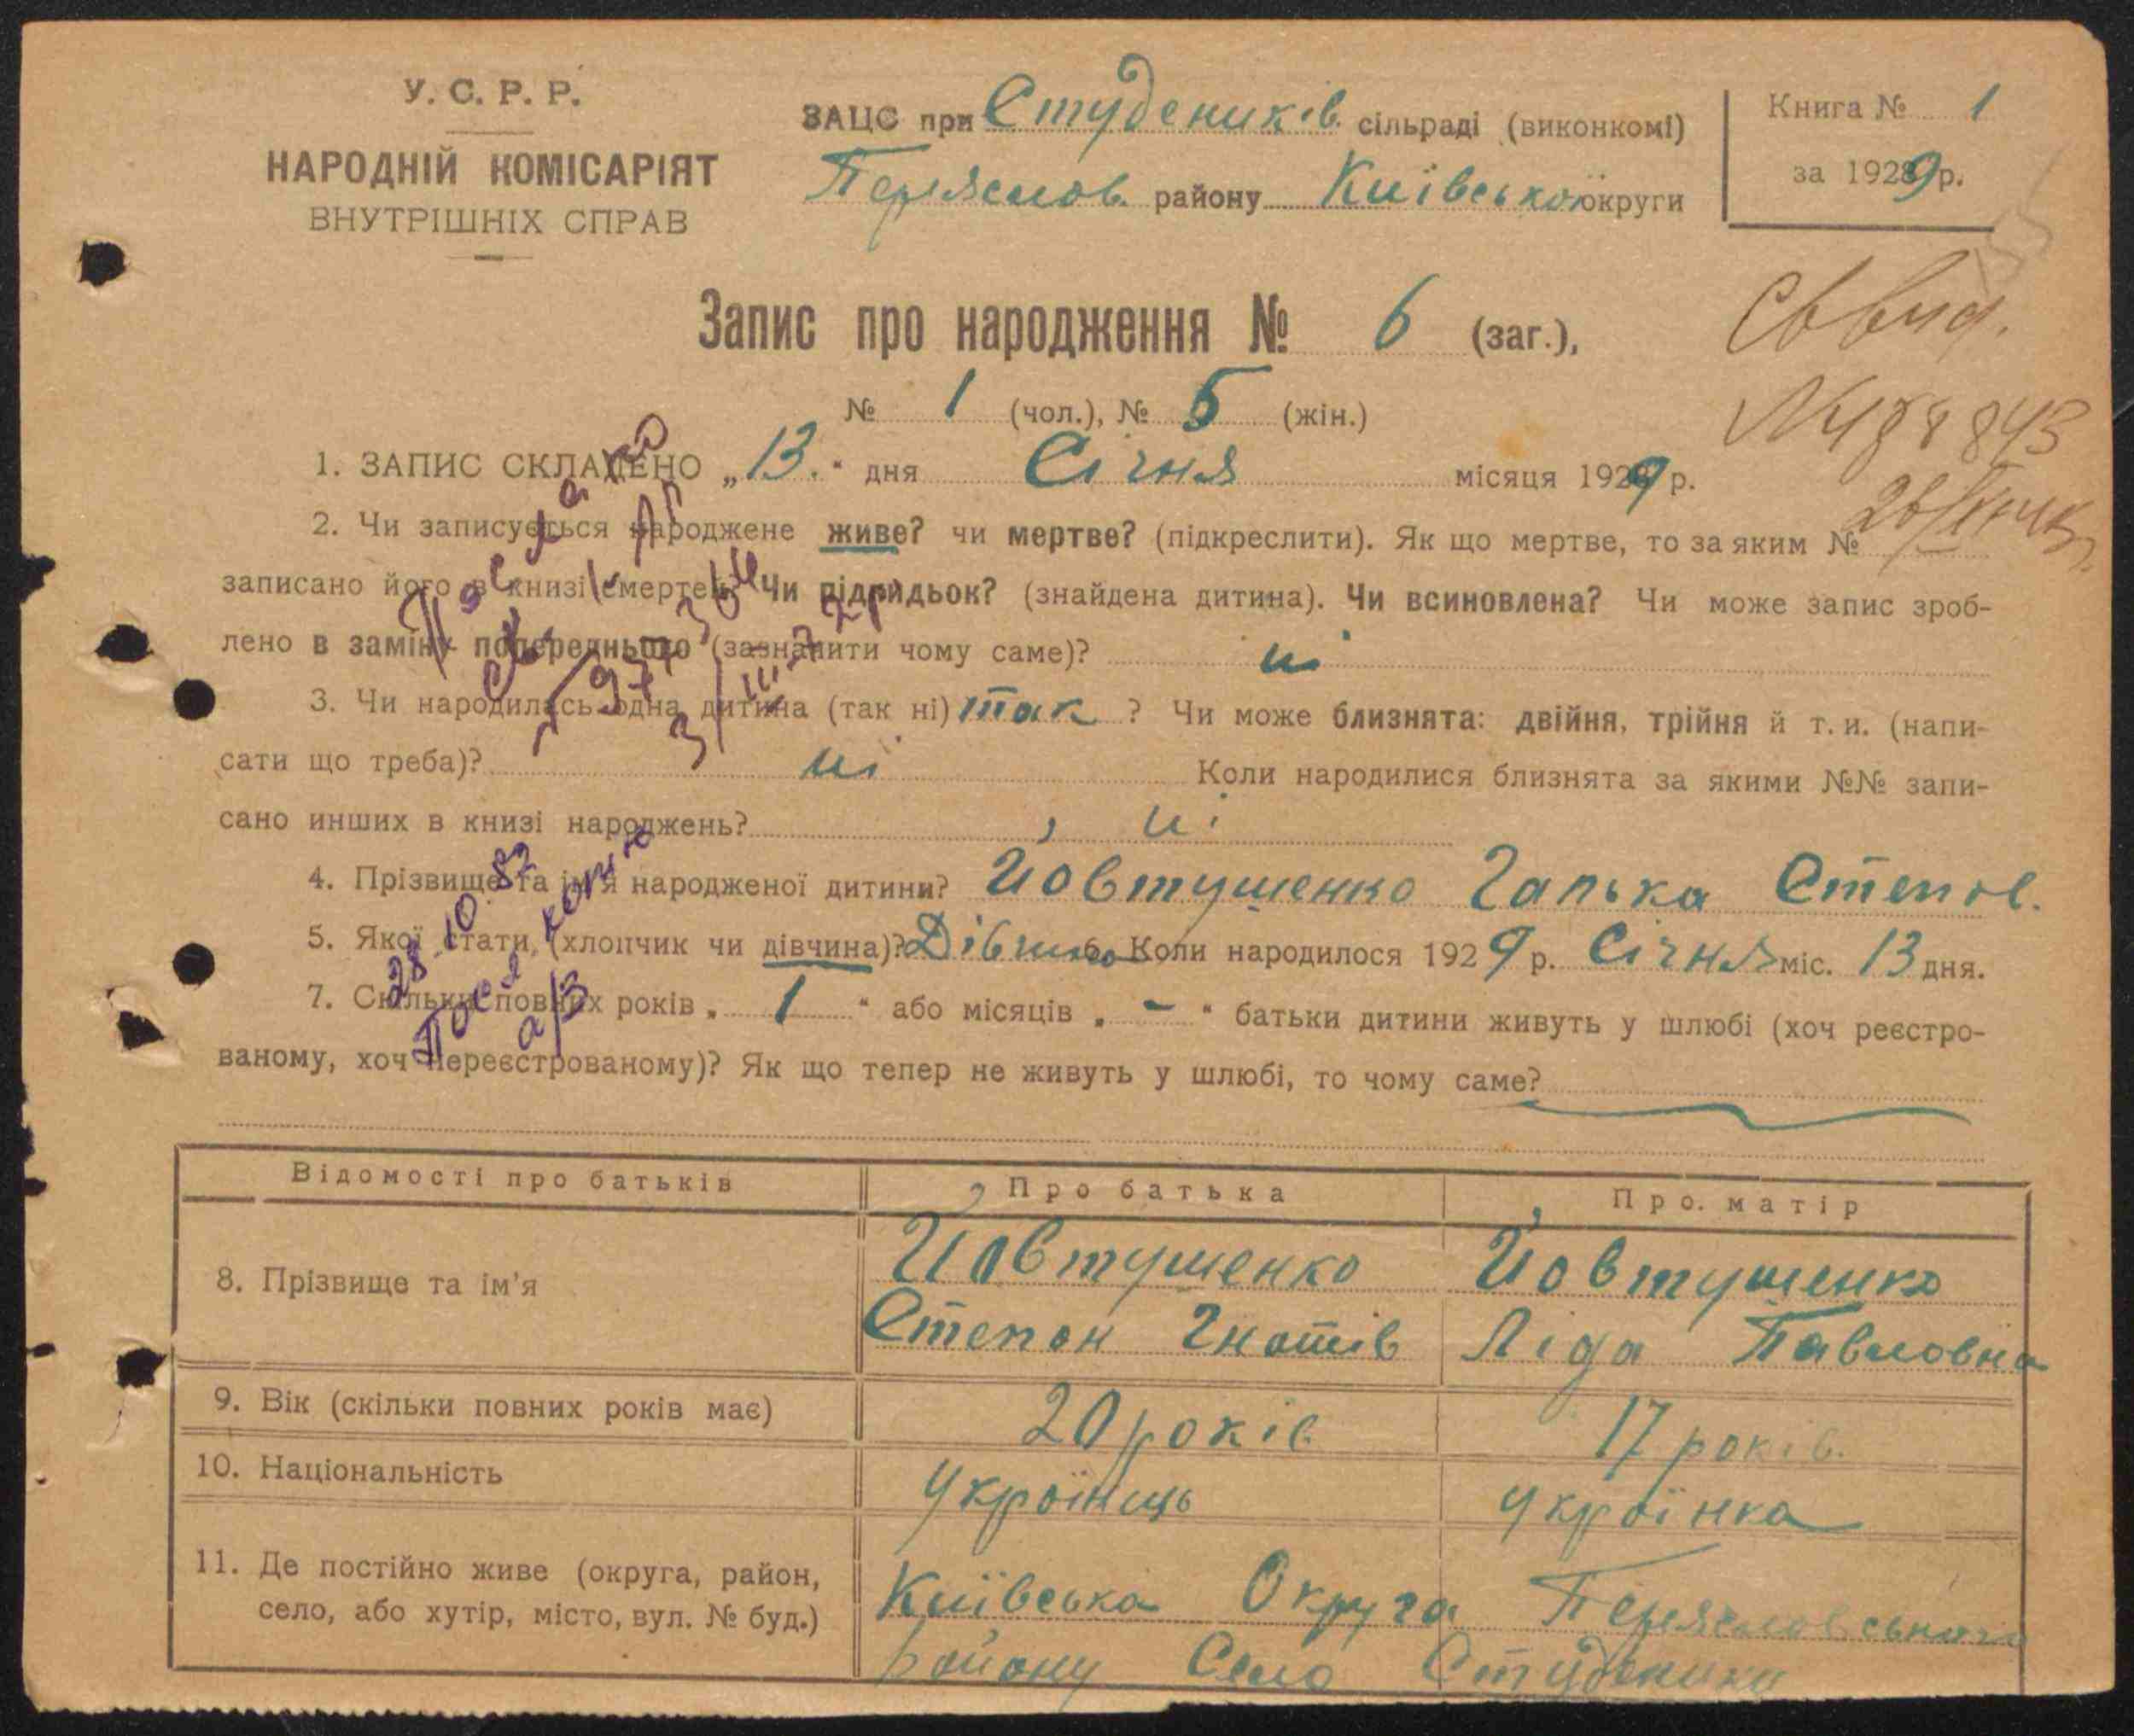 У. С. Р. Р.
НАРОДНІЙ КОМІСАРІЯТ
ВНУТРІШНІХ СПРАВ
ЗАЦС при Студеників. сільраді (виконкомі)
Переяслов. району Київської округи
Книга № 1
за 1929 р.
Запис про народження № 6 (заг.),
№ 1 (чол.), № 5 (жін.)
1. ЗАПИС СКЛАДЕНО „13.“ дня Січня місяця 1929 р.
2. Чи записується народжене живе? чи мертве? (підкреслити). Як що мертве, то за яким №
записано його в книзі смертей? Чи підкидьок? (знайдена дитина). Чи всиновлена? Чи може запис зроб-
лено в заміну попереднього (зазначити чому саме)? ні
3. Чи народилась одна дитина (так ні) так ? Чи може близнята: двійня, трійня й т. и. (напи-
сати що треба)? ні Коли народилися близнята за якими №№ запи-
сано инших в книзі народжень? ні
4. Прізвище та ім'я народженої дитини? Йовтушенко Галька Степов.
5. Якої стати, (хлопчик чи дівчина)? Дівчина 6. Коли народилося 1929 р. Січня міс. 13 дня.
7. Скільки повних років „ 1 “ або місяців „ - “ батьки дитини живуть у шлюбі (хоч реєстро-
ваному, хоч нереєстрованому)? Як що тепер не живуть у шлюбі, то чому саме?
Відомості про батьків Про батька Про матір
8. Прізвище та ім'я Йовтушенко Йовтушенко
Степан Гнатів Ліда Павловна
9. Вік (скільки повних років має) 20 років 17 років.
10. Національність Українець Українка
11. Де постійно живе (округа, район, Київська Округа Переясловського
село, або хутір, місто, вул. № буд.) району Село Студеники
28.10.82
Посл. копию
а/з